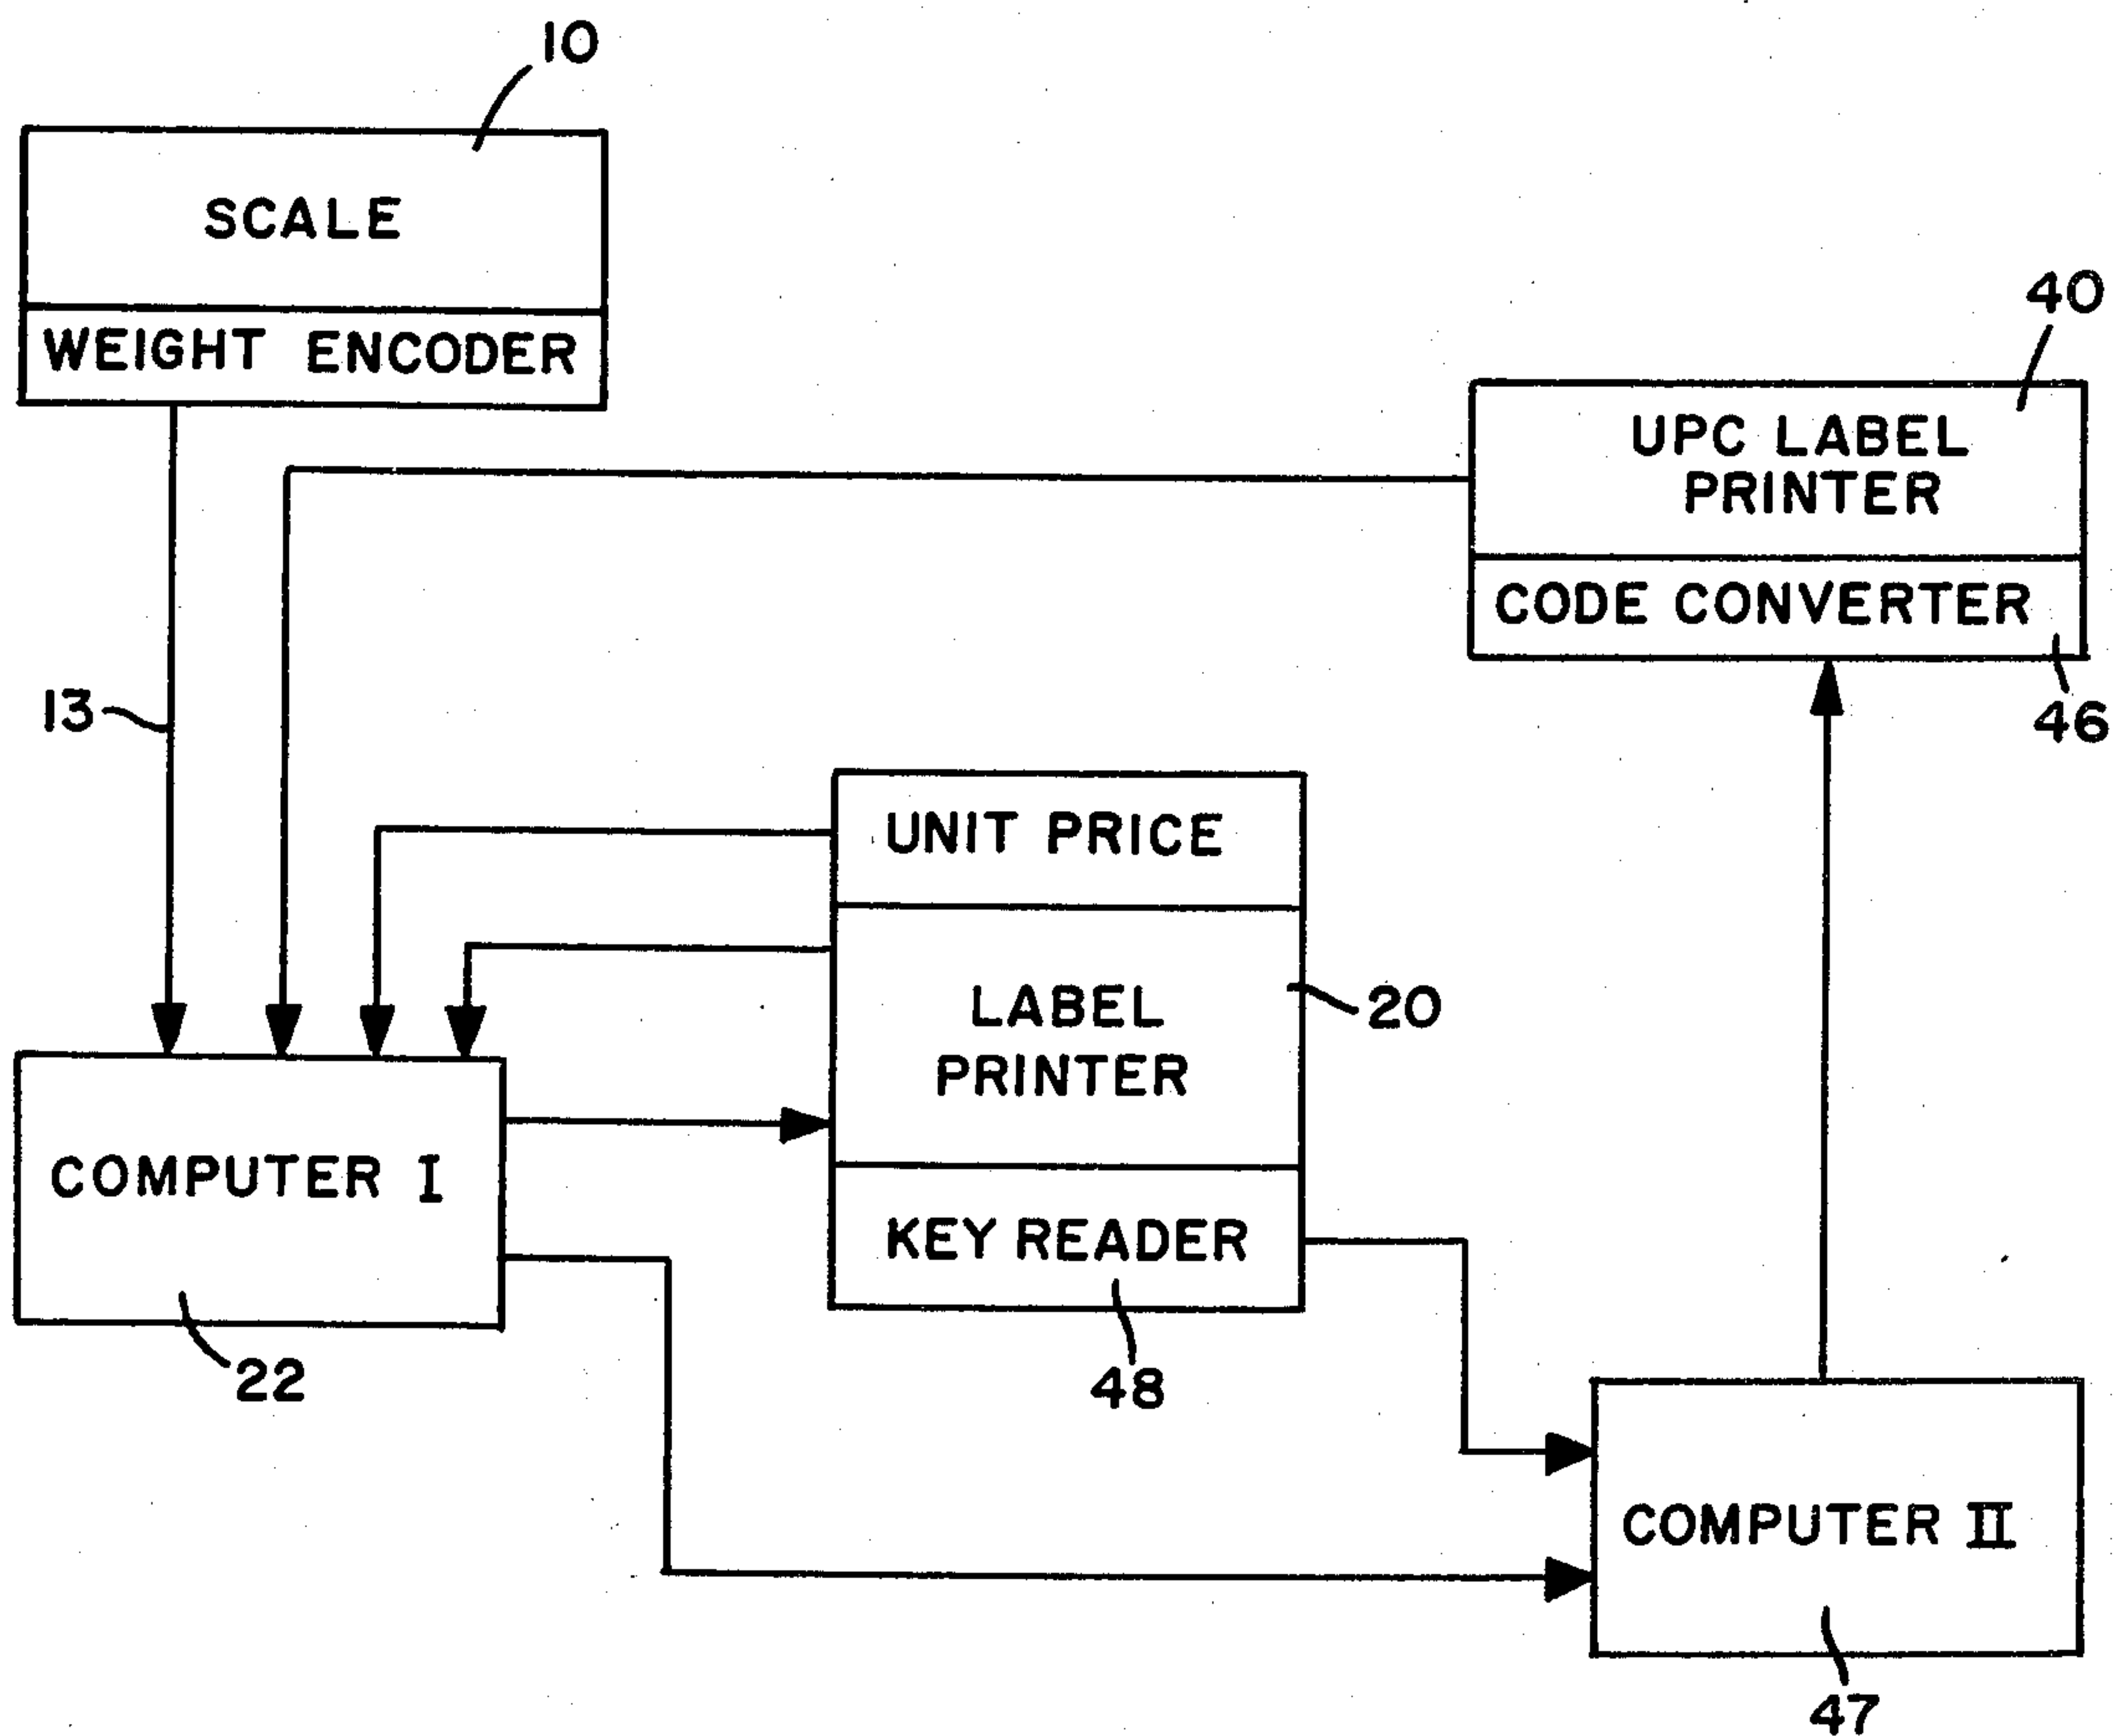 10
SCALE
WEIGHT ENCODER
40
UPC LABEL
PRINTER
CODE CONVERTER
46
13
UNIT PRICE
LABEL
PRINTER
20
COMPUTER I
KEY READER
22
48
COMPUTER II
47